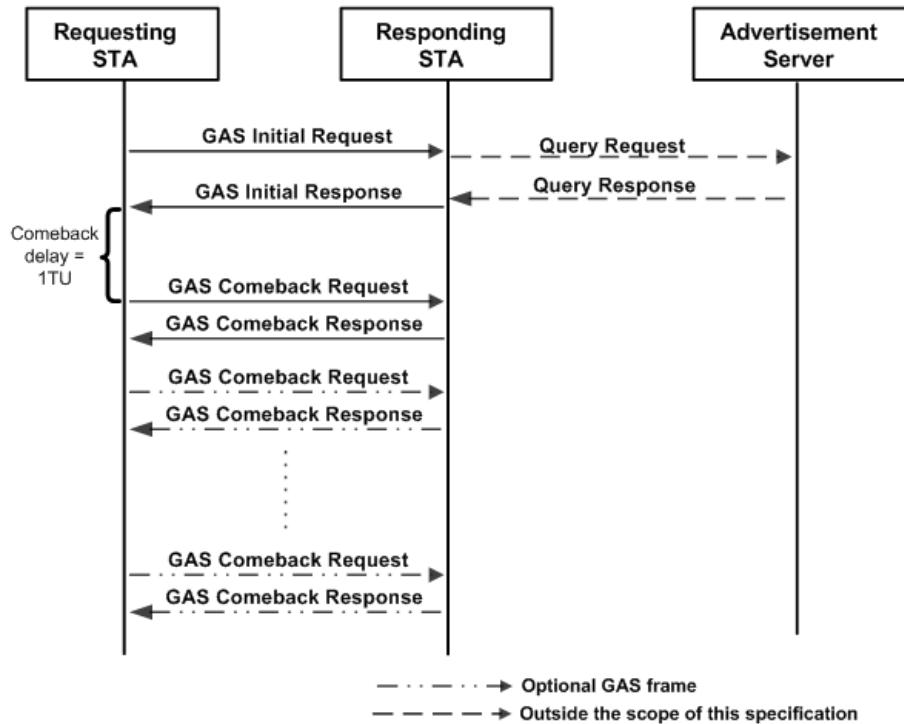 Requesting
STA
Responding
STA
Advertisement
Server
GAS Initial Request
Query Request
GAS Initial Response
Query Response
Comeback
delay =
1TU
GAS Comeback Request
GAS Comeback Response
GAS Comeback Request
GAS Comeback Response
GAS Comeback Request
GAS Comeback Response
Optional GAS frame
Outside the scope of this specification